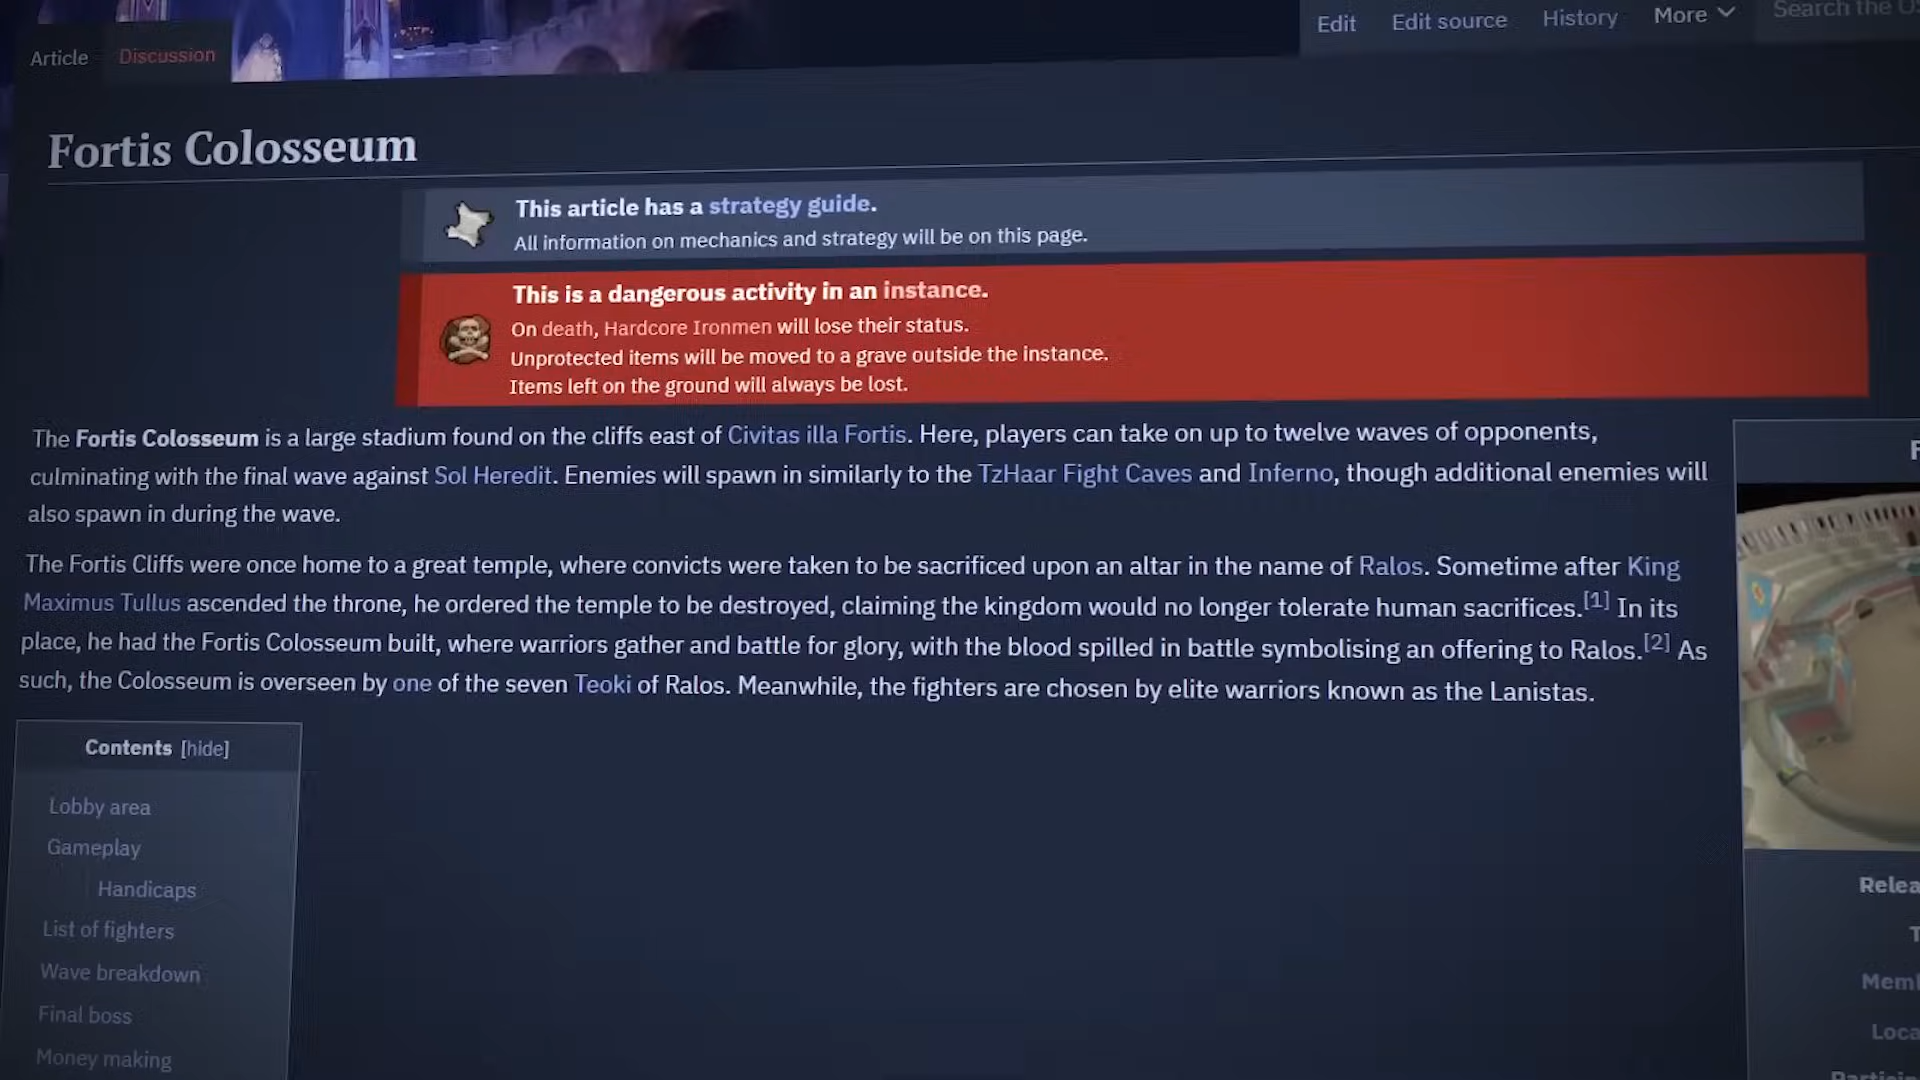 Article Discussion
Edit Edit source History More Search the
Fortis Colosseum
This article has a strategy guide.
All information on mechanics and strategy will be on this page.
This is a dangerous activity in an instance.
On death, Hardcore Ironmen will lose their status.
Unprotected items will be moved to a grave outside the instance.
Items left on the ground will always be lost.
The Fortis Colosseum is a large stadium found on the cliffs east of Civitas illa Fortis. Here, players can take on up to twelve waves of opponents,
culminating with the final wave against Sol Heredit. Enemies will spawn in similarly to the TzHaar Fight Caves and Inferno, though additional enemies will
also spawn in during the wave.
The Fortis Cliffs were once home to a great temple, where convicts were taken to be sacrificed upon an altar in the name of Ralos. Sometime after King
Maximus Tullus ascended the throne, he ordered the temple to be destroyed, claiming the kingdom would no longer tolerate human sacrifices.[1] In its
place, he had the Fortis Colosseum built, where warriors gather and battle for glory, with the blood spilled in battle symbolising an offering to Ralos.[2] As
such, the Colosseum is overseen by one of the seven Teoki of Ralos. Meanwhile, the fighters are chosen by elite warriors known as the Lanistas.
Contents [hide]
Lobby area
Gameplay
Handicaps
List of fighters
Wave breakdown
Final boss
Money making